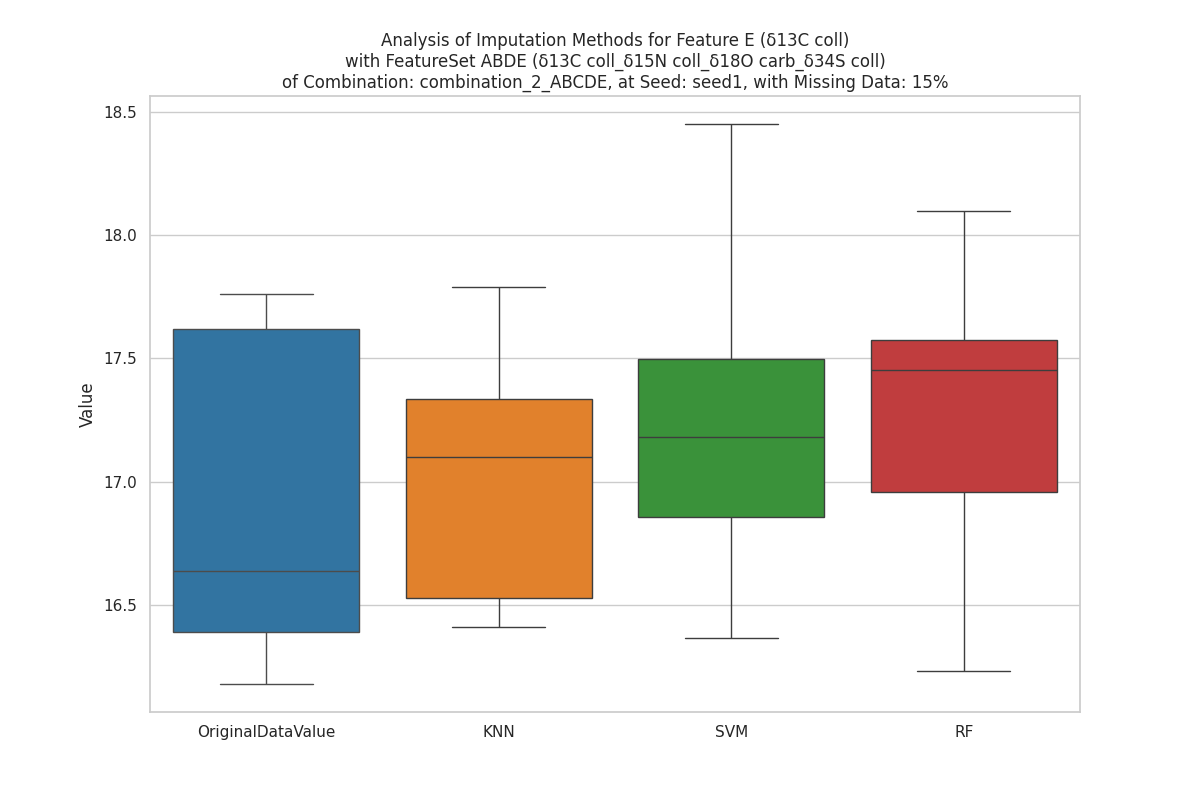 Analysis of Imputation Methods for Feature E (δ13C coll)
with FeatureSet ABDE (δ13C coll_δ15N coll_δ18O carb_δ34S coll)
of Combination: combination_2_ABCDE, at Seed: seed1, with Missing Data: 15%
18.5
18.0
17.5
17.0
16.5
Value
OriginalDataValue
KNN
SVM
RF